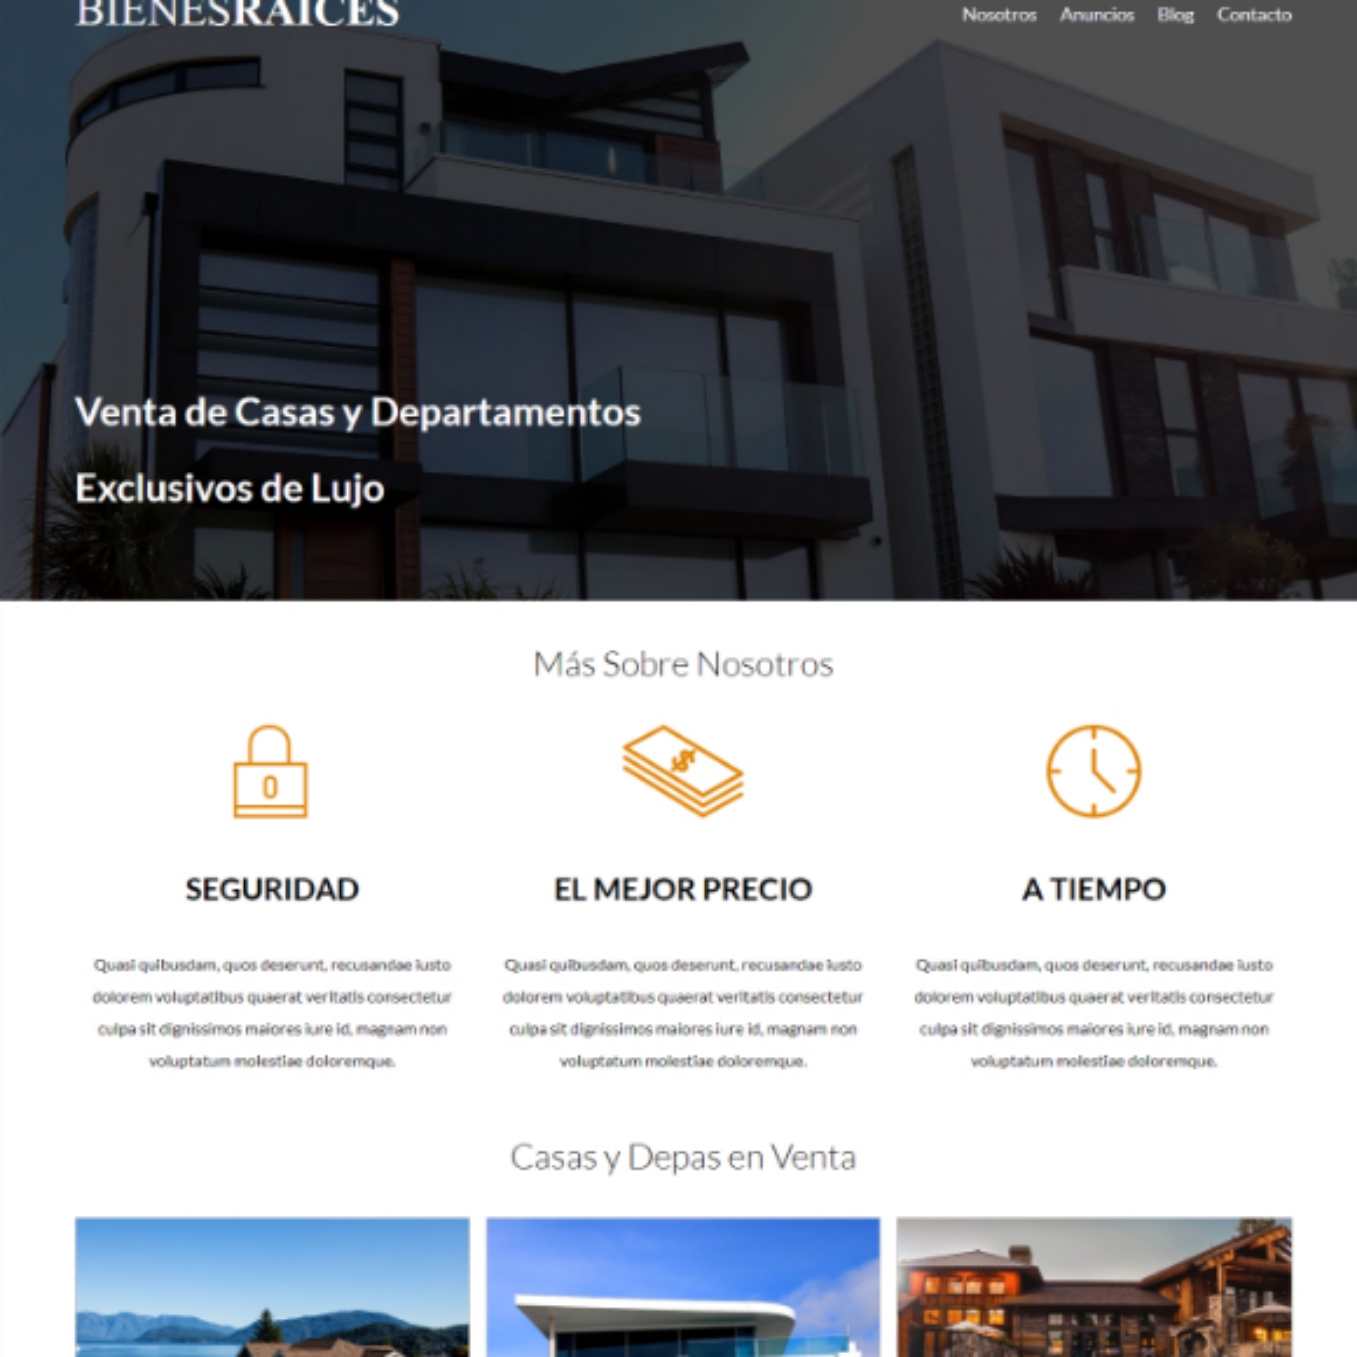 BIENESRAICES
Nosotros Anuncios Blog Contacto
Venta de Casas y Departamentos
Exclusivos de Lujo
Más Sobre Nosotros
SEGURIDAD
Quasi quibusdam, quos deserunt, recusandae iusto
dolorem voluptatibus quaerat veritatis consectetur
culpa sit dignissimos maiores iure id, magnam non
voluptatum molestiae doloremque.
EL MEJOR PRECIO
Quasi quibusdam, quos deserunt, recusandae iusto
dolorem voluptatibus quaerat veritatis consectetur
culpa sit dignissimos maiores iure id, magnam non
voluptatum molestiae doloremque.
A TIEMPO
Quasi quibusdam, quos deserunt, recusandae iusto
dolorem voluptatibus quaerat veritatis consectetur
culpa sit dignissimos maiores iure id, magnam non
voluptatum molestiae doloremque.
Casas y Depas en Venta